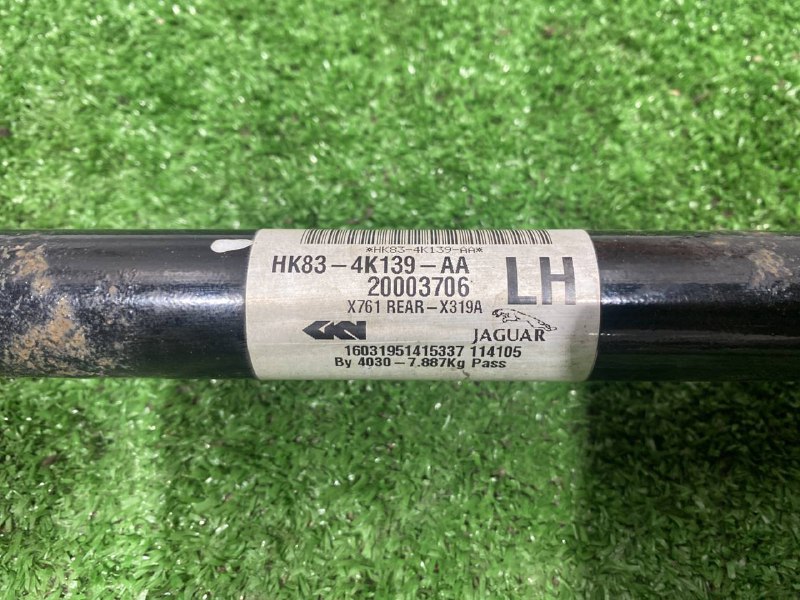 *HK83-4K139-AA*
HK83-4K139-AA LH
20003706
X761 REAR-X319A
GKN JAGUAR
16031951415337 114105
By 4030-7.887Kg Pass